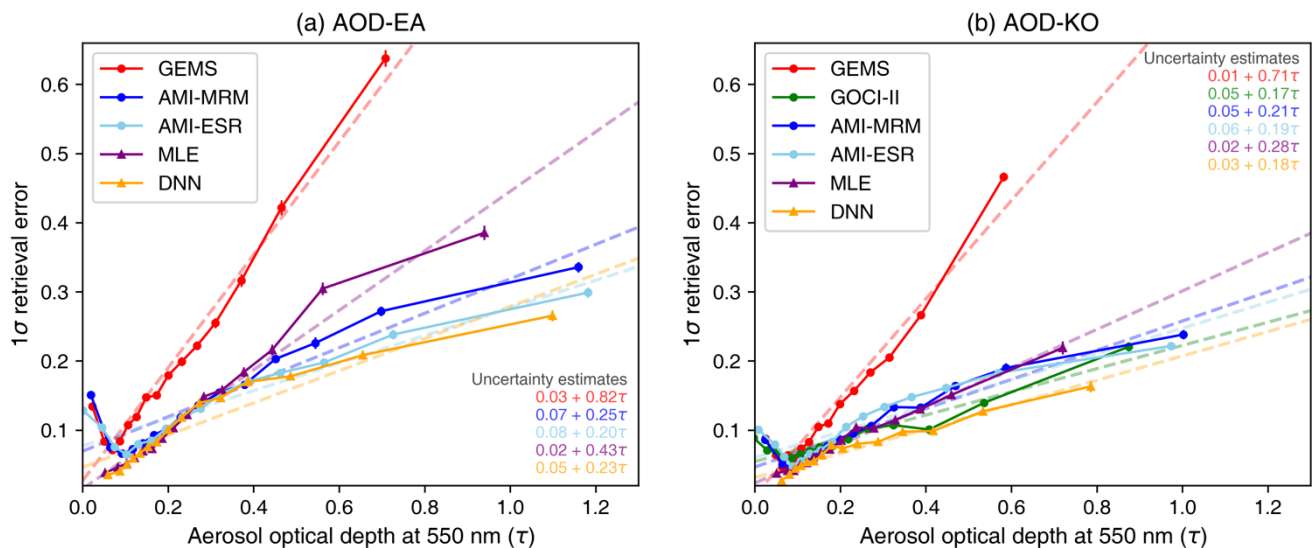 (a) AOD-EA
GEMS
AMI-MRM
AMI-ESR
MLE
DNN
Uncertainty estimates
0.03 + 0.82τ
0.07 + 0.25τ
0.08 + 0.20τ
0.02 + 0.43τ
0.05 + 0.23τ
1σ retrieval error
0.6
0.5
0.4
0.3
0.2
0.1
0.0 0.2 0.4 0.6 0.8 1.0 1.2
Aerosol optical depth at 550 nm (τ)
(b) AOD-KO
GEMS
GOCI-II
AMI-MRM
AMI-ESR
MLE
DNN
Uncertainty estimates
0.01 + 0.71τ
0.05 + 0.17τ
0.05 + 0.21τ
0.06 + 0.19τ
0.02 + 0.28τ
0.03 + 0.18τ
1σ retrieval error
0.6
0.5
0.4
0.3
0.2
0.1
0.0 0.2 0.4 0.6 0.8 1.0 1.2
Aerosol optical depth at 550 nm (τ)